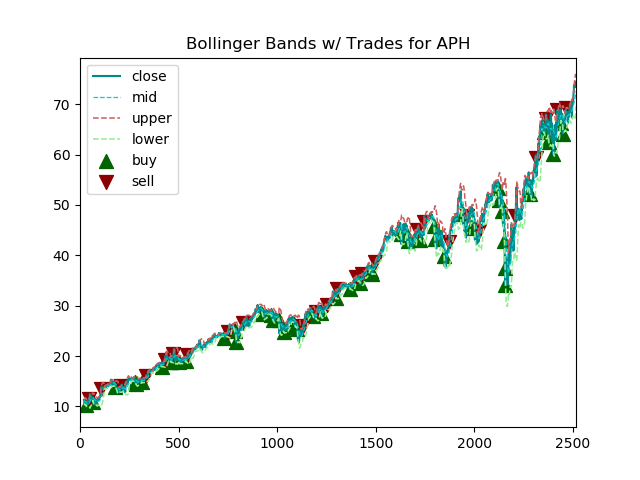 Bollinger Bands w/ Trades for APH
close
mid
upper
lower
buy
sell
70
60
50
40
30
20
10
0 500 1000 1500 2000 2500